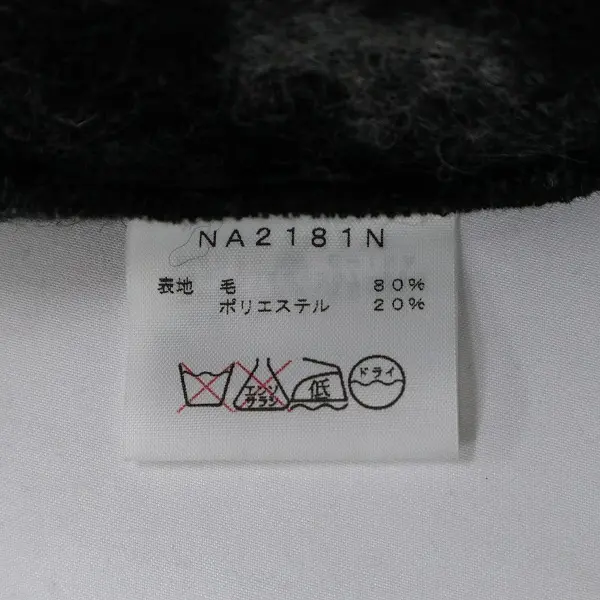 NA2181N
表地 毛 80%
ポリエステル 20%
エンソ
サラシ
低
ドライ